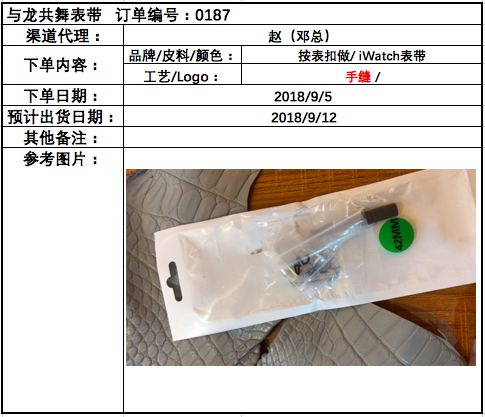 与龙共舞表带 订单编号：0187
渠道代理： 赵（邓总）
下单内容： 品牌/皮料/颜色： 按表扣做/ iWatch表带
工艺/Logo： 手缝 /
下单日期： 2018/9/5
预计出货日期： 2018/9/12
其他备注：
参考图片：
42MM